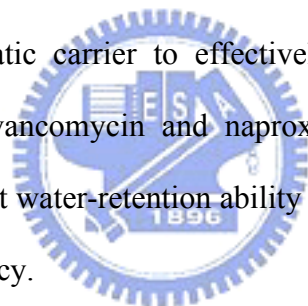 atic carrier to effective
vancomycin and naprox
t water-retention ability
cy.
E S A
1896